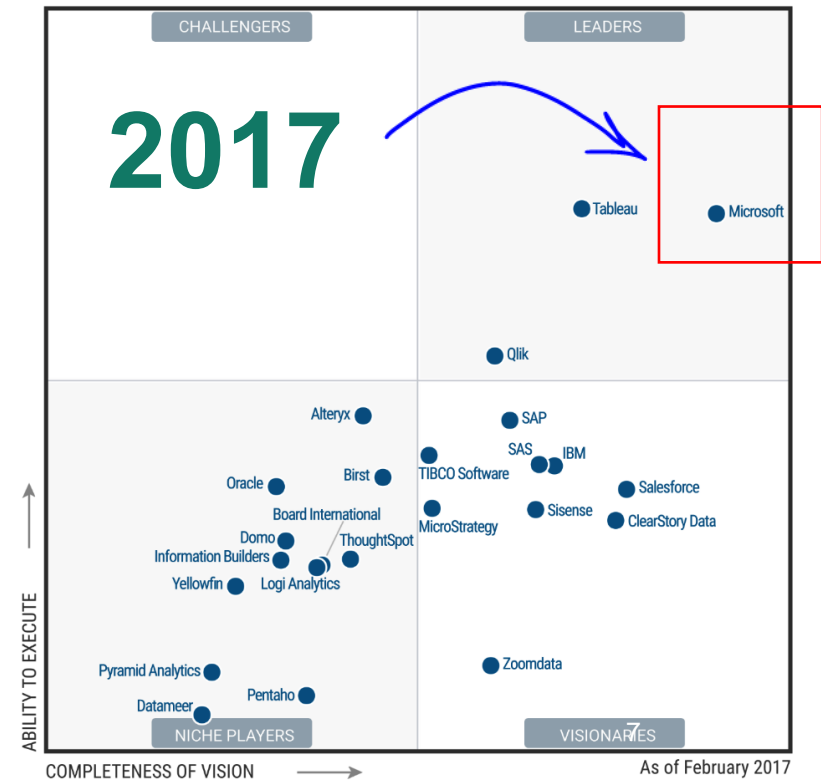 CHALLENGERS
LEADERS
2017
Tableau
Microsoft
Qlik
Alteryx
SAP
SAS
IBM
TIBCO Software
Birst
Oracle
Salesforce
Board International
MicroStrategy
Sisense
ClearStory Data
Domo
ThoughtSpot
Information Builders
Logi Analytics
Yellowfin
Zoomdata
Pyramid Analytics
Pentaho
Datameer
NICHE PLAYERS
VISIONARIES
7
ABILITY TO EXECUTE
COMPLETENESS OF VISION
As of February 2017